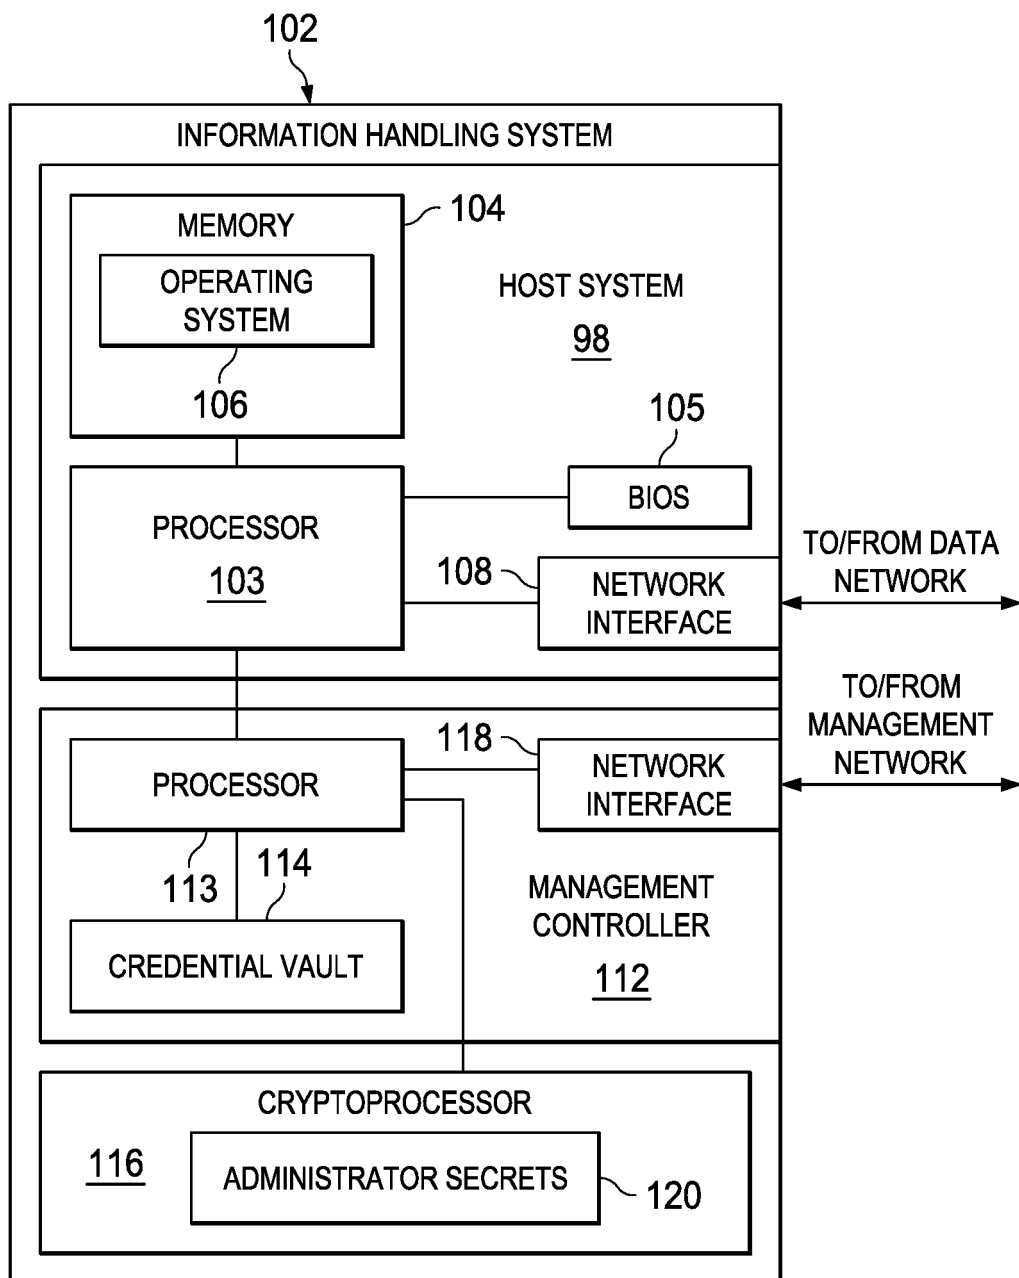 102
INFORMATION HANDLING SYSTEM
MEMORY
104
OPERATING
SYSTEM
106
HOST SYSTEM
98
105
BIOS
PROCESSOR
103
108
NETWORK
INTERFACE
TO/FROM DATA
NETWORK
TO/FROM
MANAGEMENT
NETWORK
PROCESSOR
118
NETWORK
INTERFACE
113
114
CREDENTIAL VAULT
MANAGEMENT
CONTROLLER
112
CRYPTOPROCESSOR
116
ADMINISTRATOR SECRETS
120